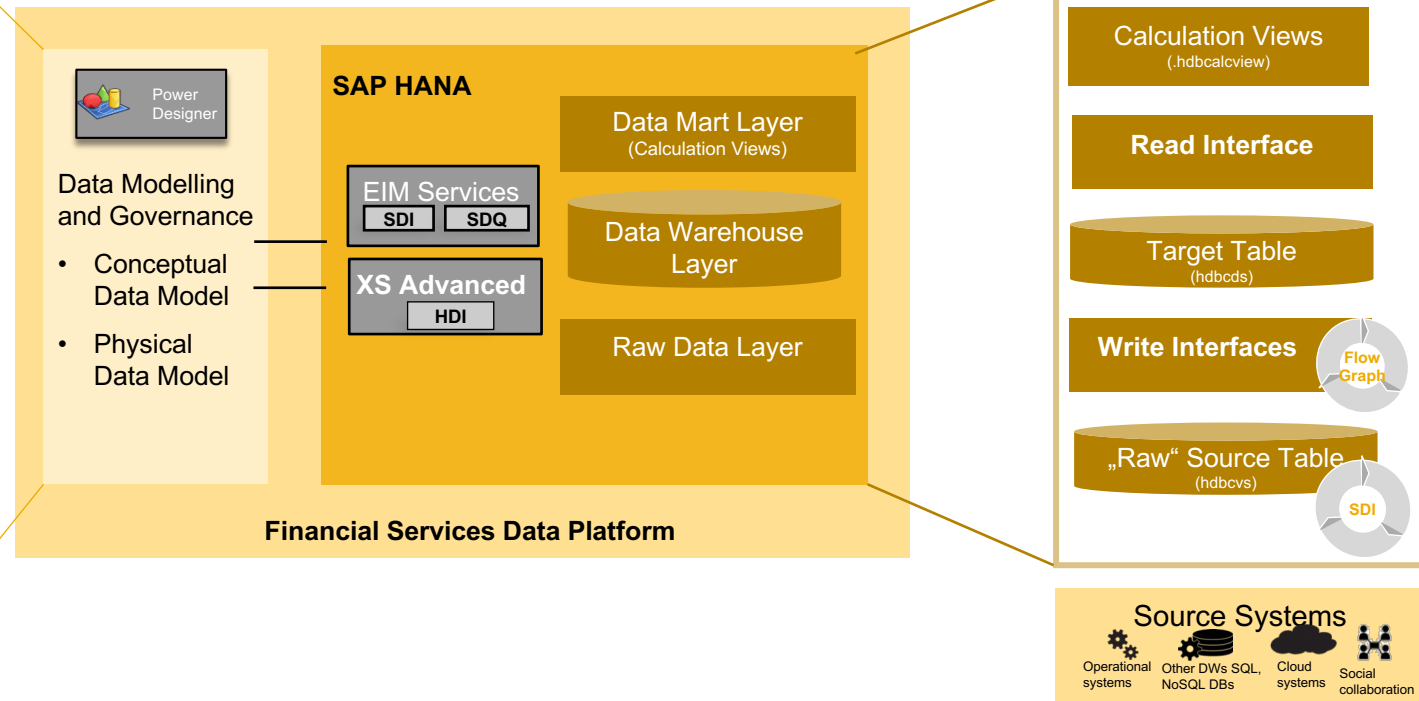 Power
Designer
Data Modelling
and Governance
• Conceptual
Data Model
• Physical
Data Model
SAP HANA
EIM Services
SDI SDQ
XS Advanced
HDI
Data Mart Layer
(Calculation Views)
Data Warehouse
Layer
Raw Data Layer
Financial Services Data Platform
Calculation Views
(.hdbcalcview)
Read Interface
Target Table
(hdbcds)
Write Interfaces
Flow
Graph
„Raw“ Source Table
(hdbcvs)
SDI
Source Systems
Operational
systems
Other DWs SQL,
NoSQL DBs
Cloud
systems
Social
collaboration